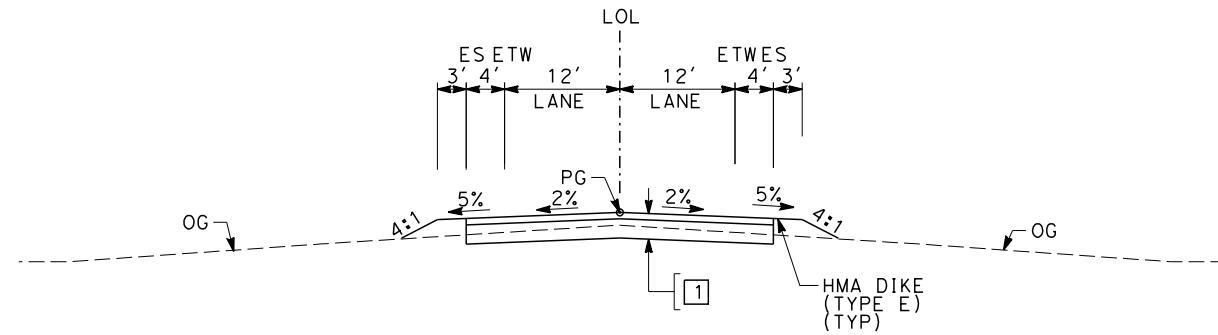 LOL
ES ETW
ETW ES
3' 4' 12' 12' 4' 3'
LANE LANE
PG
5% 2% 2% 5%
OG 4:1 4:1 OG
1
HMA DIKE
(TYPE E)
(TYP)